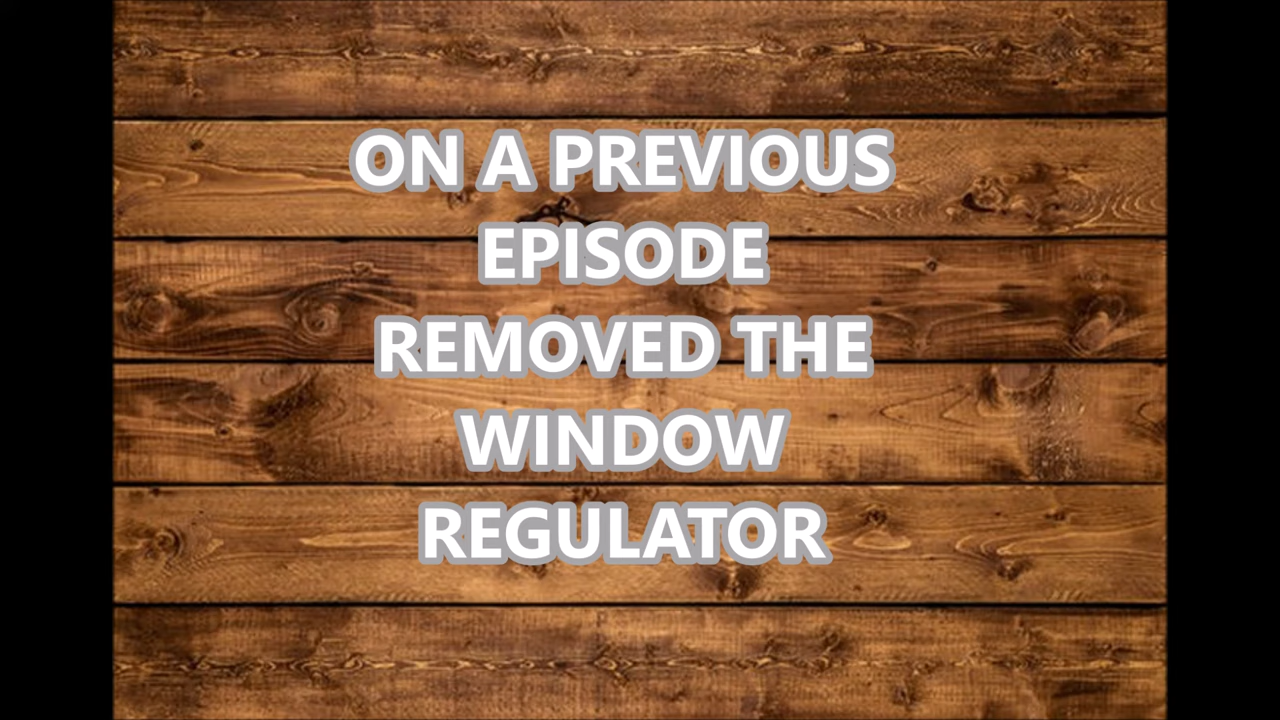 ON A PREVIOUS
EPISODE
REMOVED THE
WINDOW
REGULATOR